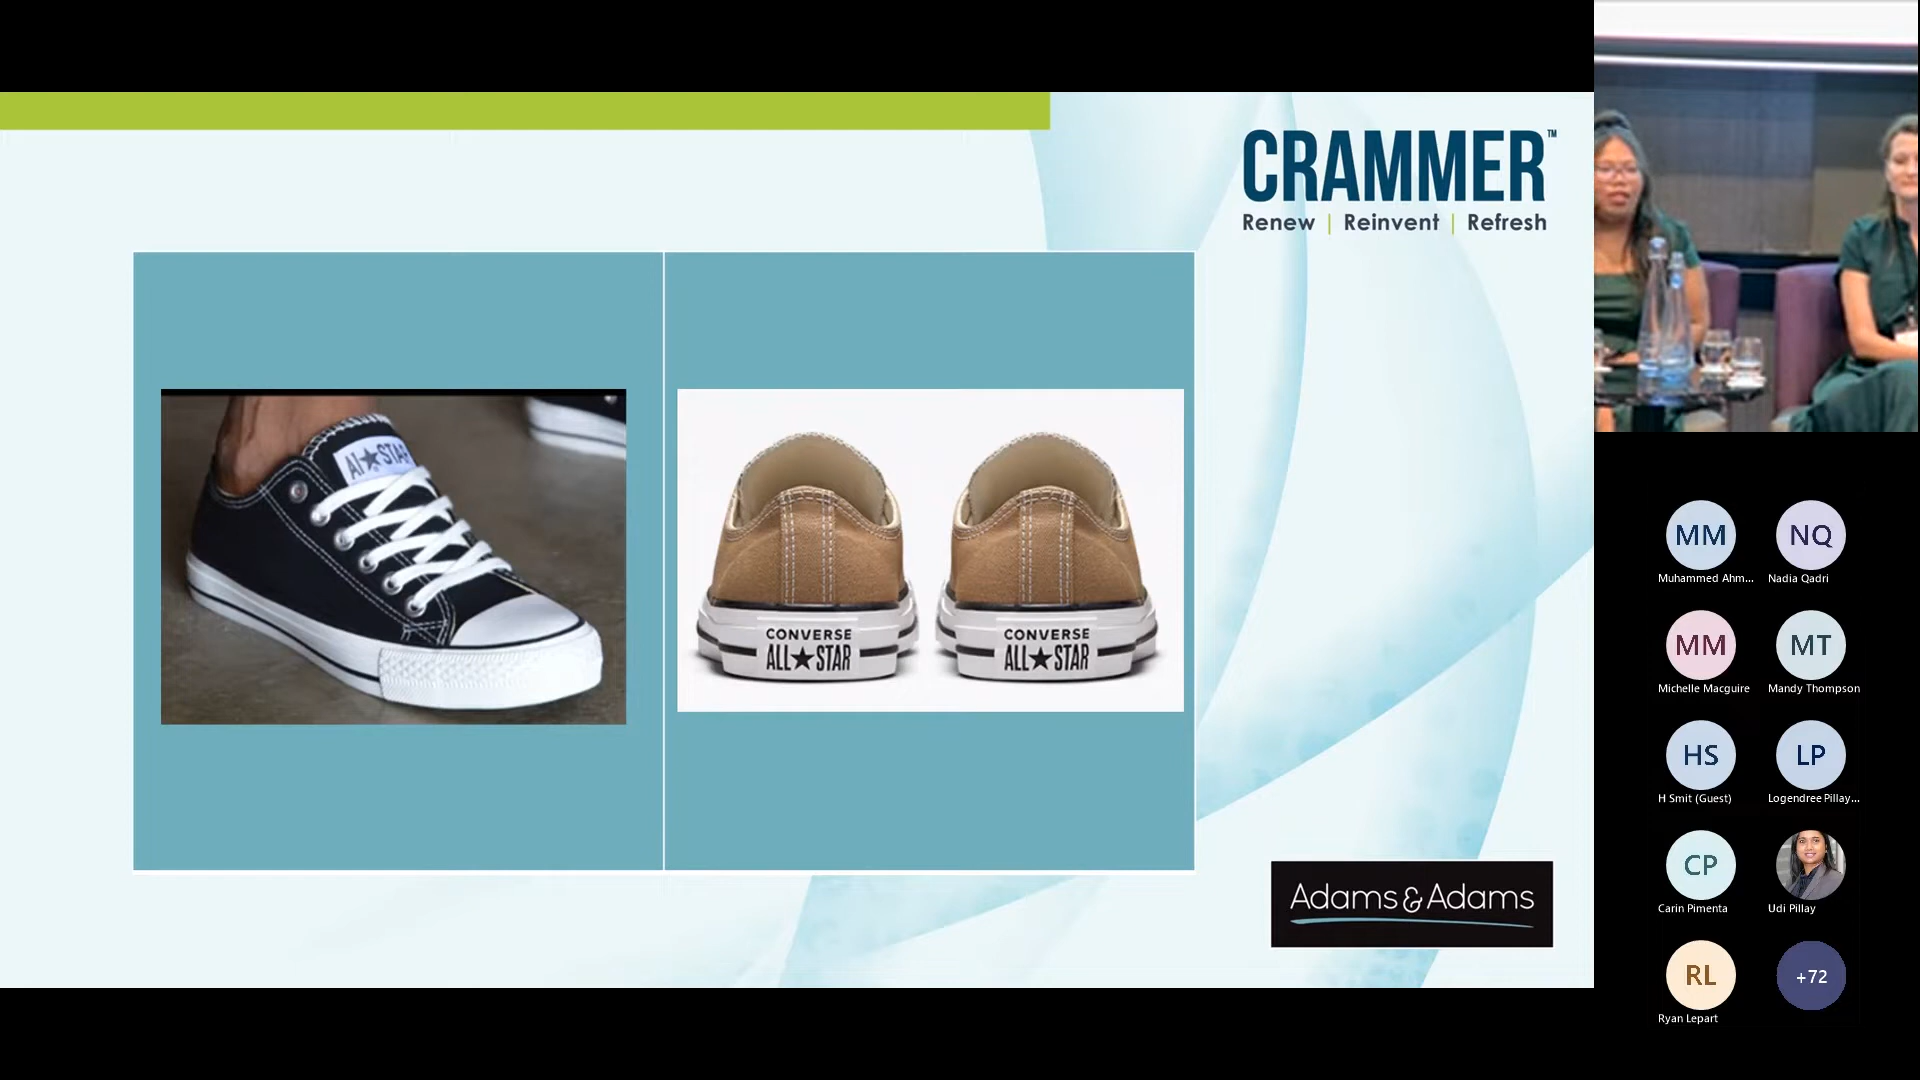 CRAMMER™
Renew | Reinvent | Refresh
AI★STAR
CONVERSE
ALL★STAR
CONVERSE
ALL★STAR
Adams & Adams
MM
Muhammed Ahm...
NQ
Nadia Qadri
MM
Michelle Macguire
MT
Mandy Thompson
HS
H Smit (Guest)
LP
Logendree Pillay...
CP
Carin Pimenta
Udi Pillay
RL
Ryan Lepart
+72